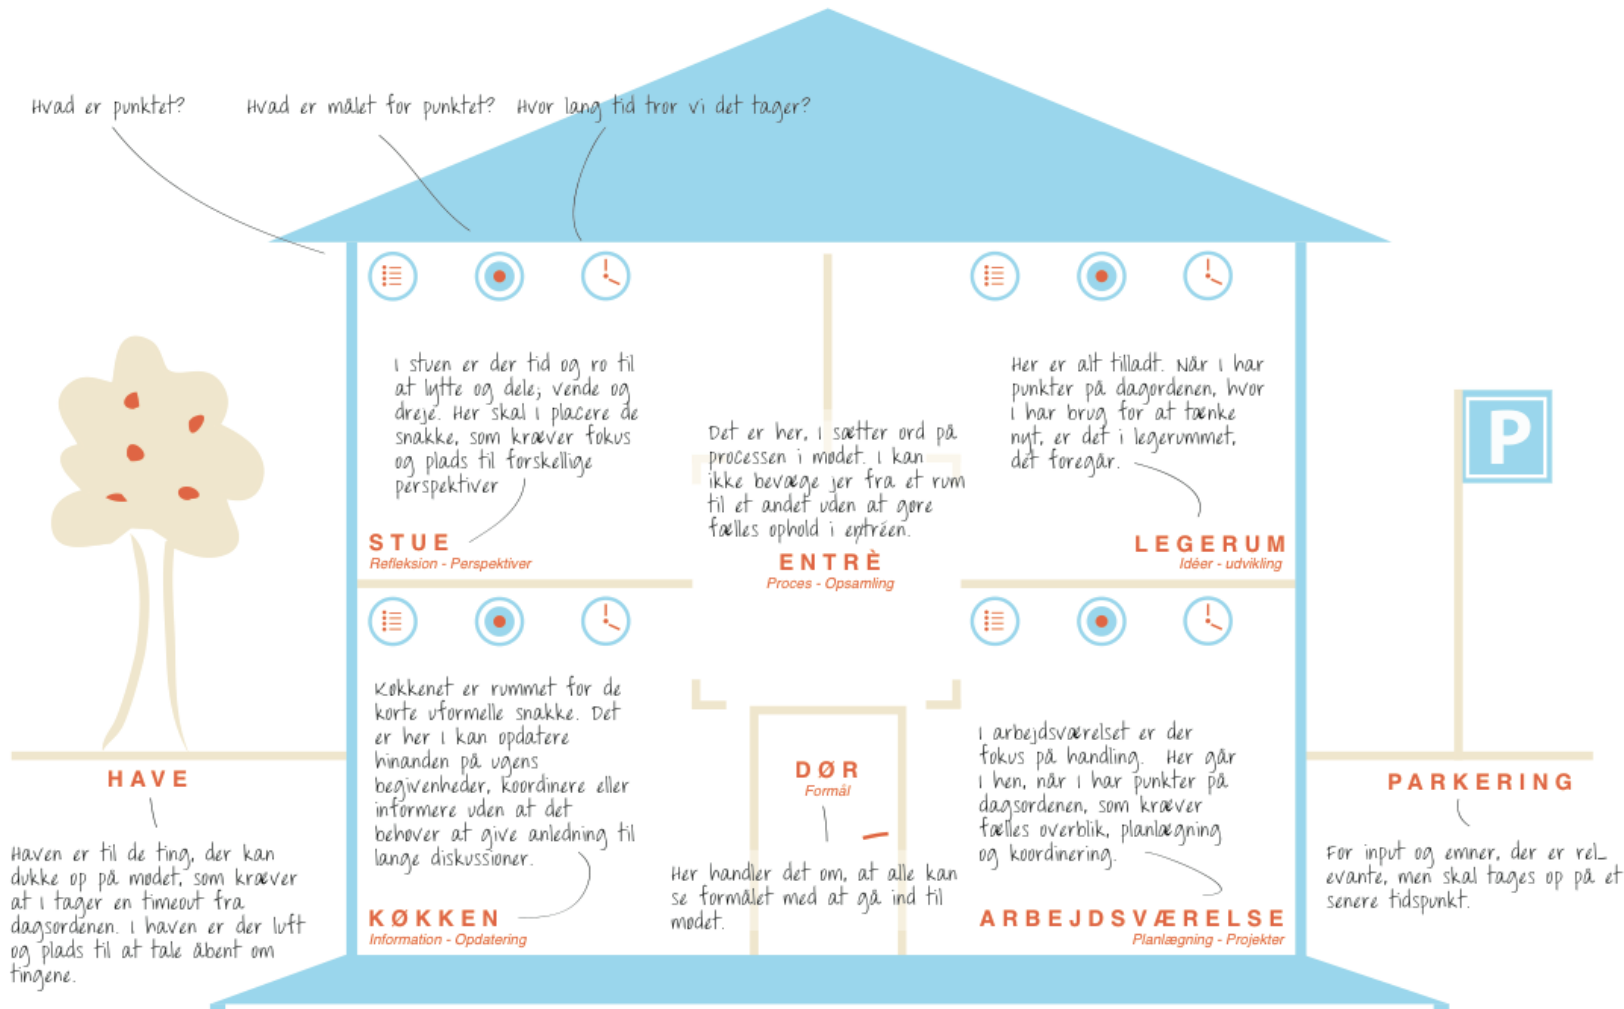 Hvad er punktet?
Hvad er målet for punktet?
Hvor lang tid tror vi det tager?
I stuen er der tid og ro til
at lytte og dele; vende og
dreje. Her skal I placere de
snakke, som kræver fokus
og plads til forskellige
perspektiver
STUE
Refleksion - Perspektiver
Det er her, I sætter ord på
processen i mødet. I kan
ikke bevæge jer fra et rum
til et andet uden at gøre
fælles ophold i entréen.
ENTRÈ
Proces - Opsamling
Her er alt tilladt. Når I har
punkter på dagordenen, hvor
I har brug for at tænke
nyt, er det i legerummet,
det foregår.
LEGERUM
Idéer - udvikling
P
Køkkenet er rummet for de
korte uformelle snakke. Det
er her I kan opdatere
hinanden på ugens
begivenheder, koordinere eller
informere uden at det
behøver at give anledning til
lange diskussioner.
KØKKEN
Information - Opdatering
DØR
Formål
Her handler det om, at alle kan
se formålet med at gå ind til
mødet.
I arbejdsværelset er der
fokus på handling. Her går
I hen, når I har punkter på
dagsordenen, som kræver
fælles overblik, planlægning
og koordinering.
ARBEJDSVÆRELSE
Planlægning - Projekter
HAVE
Haven er til de ting, der kan
dukke op på mødet, som kræver
at I tager en timeout fra
dagsordenen. I haven er der luft
og plads til at tale åbent om
tingene.
PARKERING
For input og emner, der er rel_
evante, men skal tages op på et
senere tidspunkt.